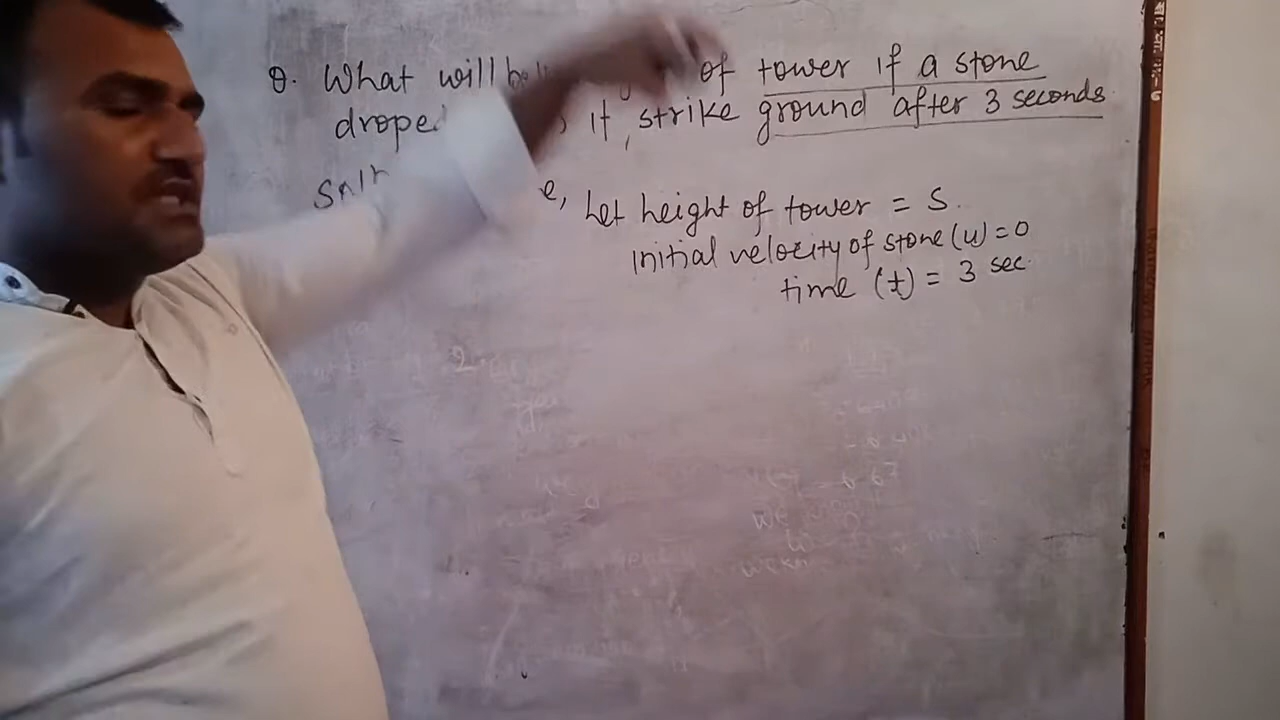 Q. What will be of tower if a stone
droped it, strike ground after 3 seconds.
Soln
e, Let height of tower = S.
initial velocity of stone (u) = 0
time (t) = 3 sec.